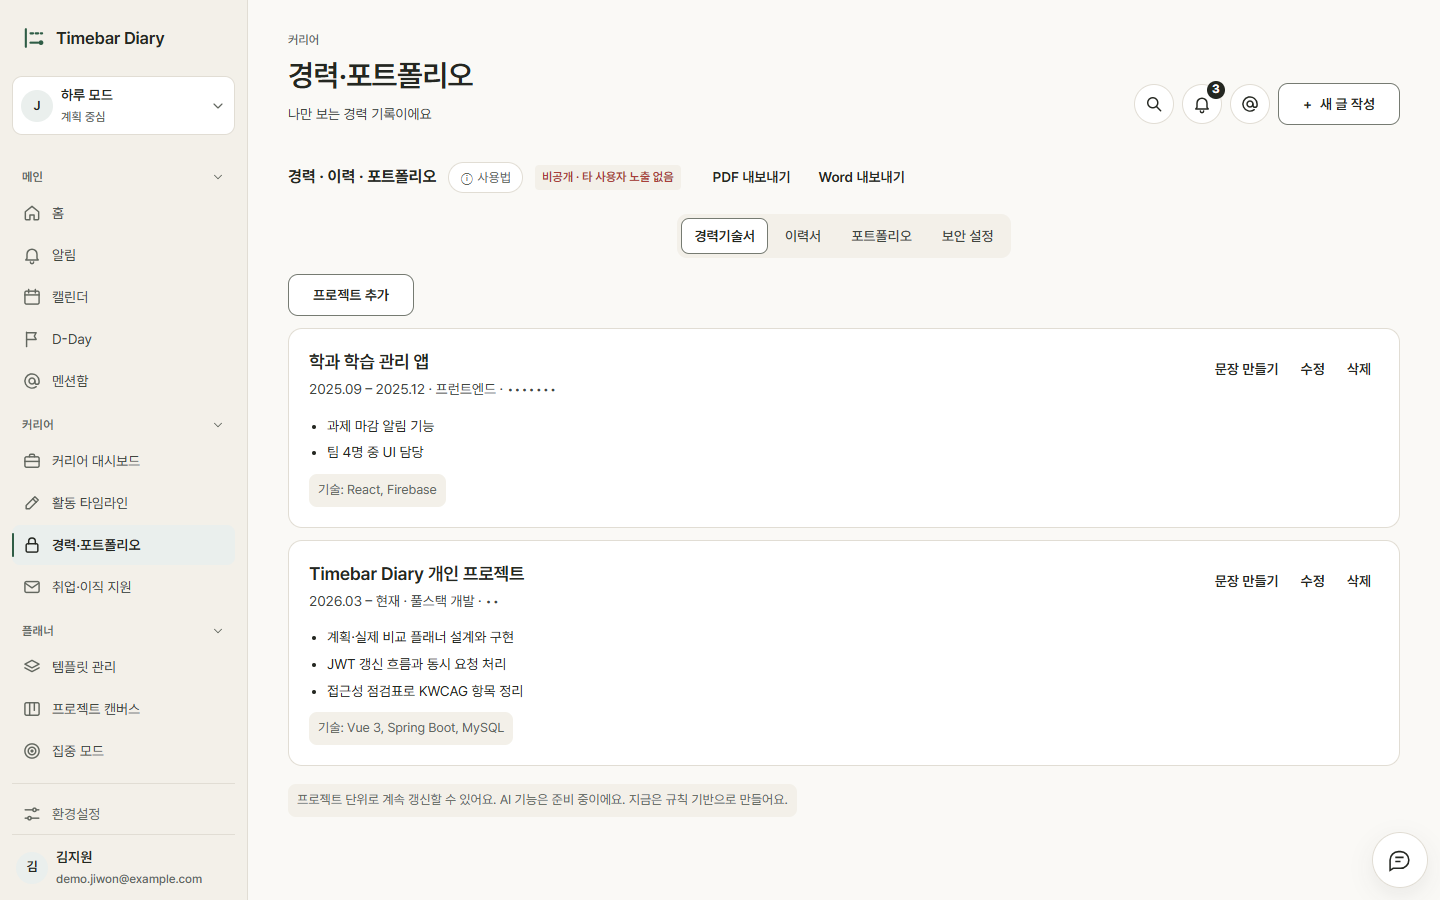 Timebar Diary
J
하루 모드
계획 중심
메인
홈
알림
캘린더
D-Day
멘션함
커리어
커리어 대시보드
활동 타임라인
경력·포트폴리오
취업·이직 지원
플래너
템플릿 관리
프로젝트 캔버스
집중 모드
환경설정
김
김지원
demo.jiwon@example.com
커리어
경력·포트폴리오
나만 보는 경력 기록이에요
3
+ 새 글 작성
경력 · 이력 · 포트폴리오
사용법
비공개 · 타 사용자 노출 없음
PDF 내보내기
Word 내보내기
경력기술서
이력서
포트폴리오
보안 설정
프로젝트 추가
학과 학습 관리 앱
2025.09 – 2025.12 · 프런트엔드 · •••••••
문장 만들기
수정
삭제
• 과제 마감 알림 기능
• 팀 4명 중 UI 담당
기술: React, Firebase
Timebar Diary 개인 프로젝트
2026.03 – 현재 · 풀스택 개발 · ••
문장 만들기
수정
삭제
• 계획·실제 비교 플래너 설계와 구현
• JWT 갱신 흐름과 동시 요청 처리
• 접근성 점검표로 KWCAG 항목 정리
기술: Vue 3, Spring Boot, MySQL
프로젝트 단위로 계속 갱신할 수 있어요. AI 기능은 준비 중이에요. 지금은 규칙 기반으로 만들어요.